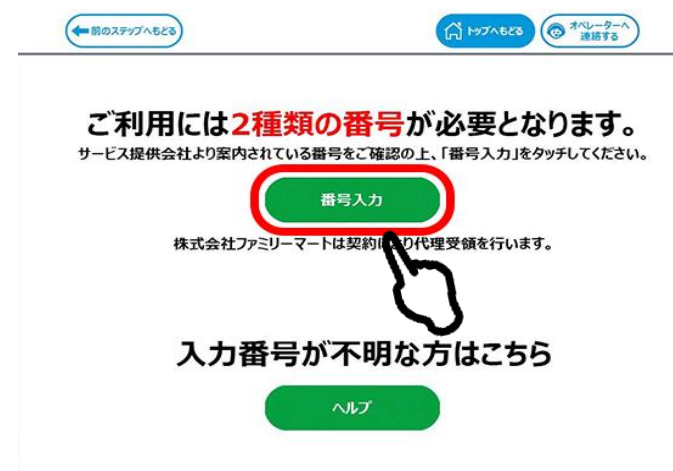 前のステップへもどる
トップへもどる
オペレーターへ
連絡する
ご利用には2種類の番号が必要となります。
サービス提供会社より案内されている番号をご確認の上、「番号入力」をタッチしてください。
番号入力
株式会社ファミリーマートは契約により代理受領を行います。
入力番号が不明な方はこちら
ヘルプ